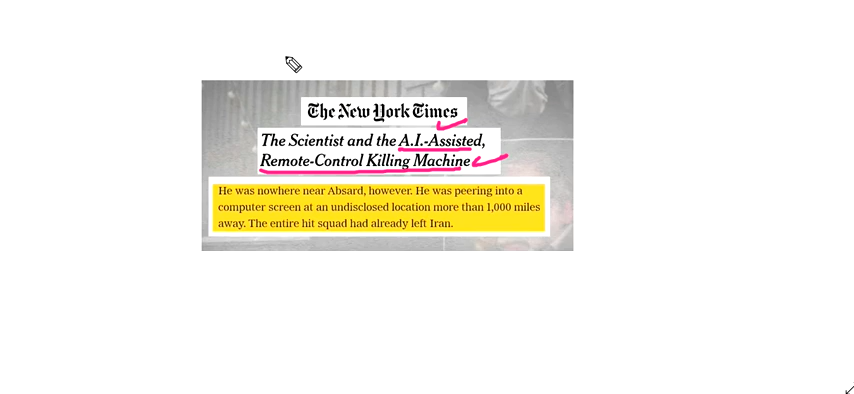 The New York Times
The Scientist and the A.I.-Assisted,
Remote-Control Killing Machine
He was nowhere near Absard, however. He was peering into a
computer screen at an undisclosed location more than 1,000 miles
away. The entire hit squad had already left Iran.